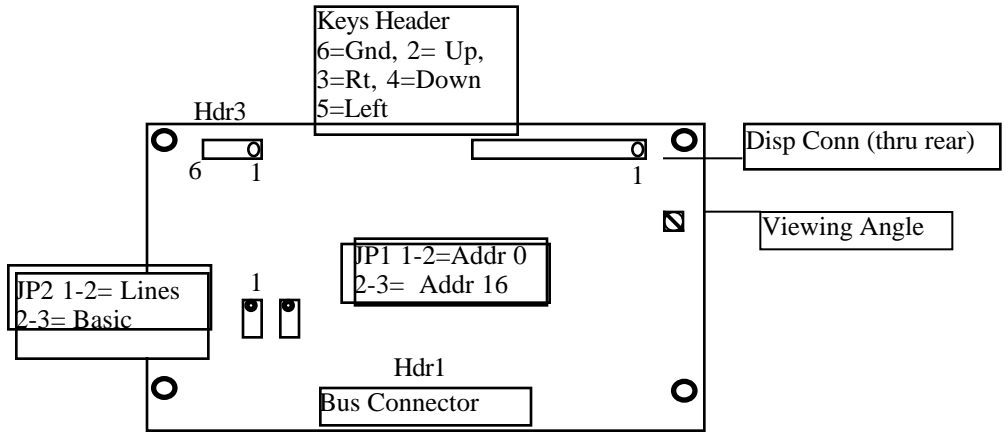 Keys Header
6=Gnd, 2= Up,
3=Rt, 4=Down
5=Left
Hdr3
6 1
1
Disp Conn (thru rear)
Viewing Angle
JP1 1-2=Addr 0
2-3= Addr 16
JP2 1-2= Lines
2-3= Basic
1
Hdr1
Bus Connector